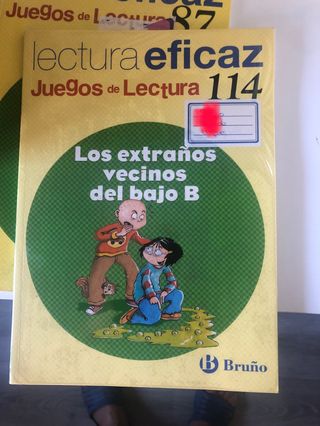 Juegos de Lectura 87
lectura eficaz
Juegos de Lectura 114
Los extraños
vecinos
del bajo B
B Bruño